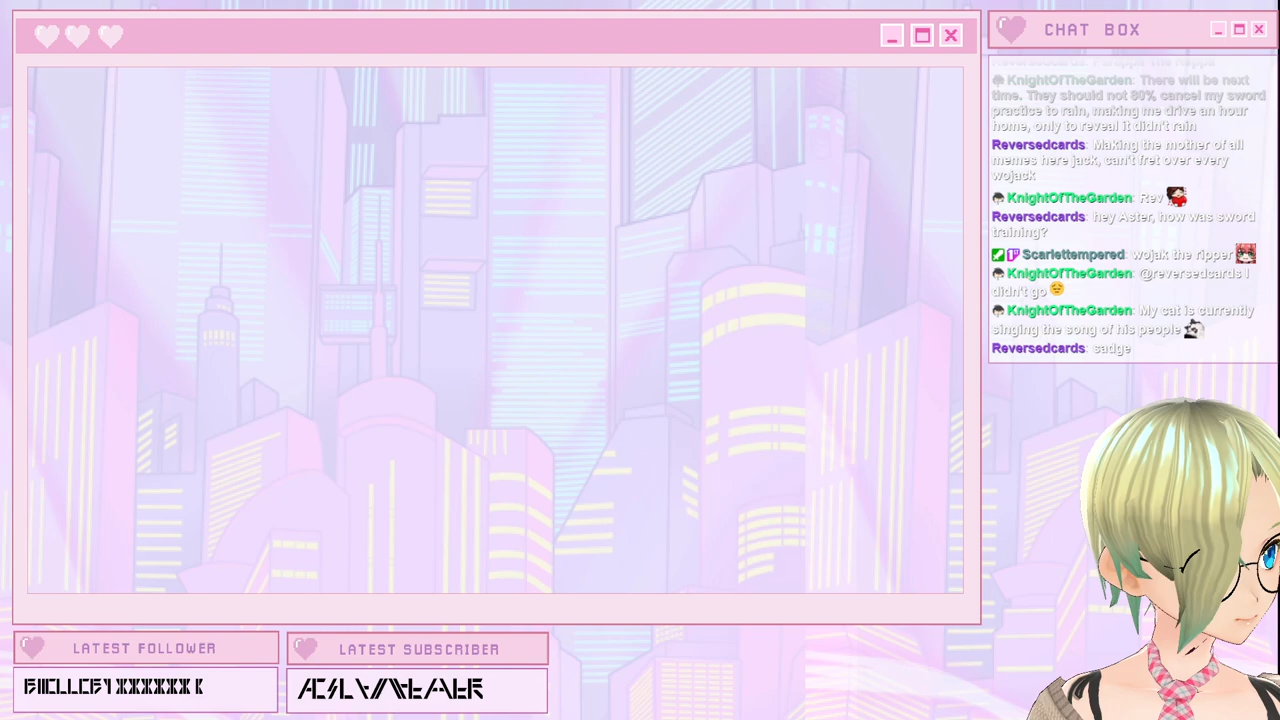 CHAT BOX
Reversedcards: Parappa The Rappa
KnightOfTheGarden: There will be next
time. They should not 80% cancel my sword
practice to rain, making me drive an hour
home, only to reveal it didn't rain
Reversedcards: Making the mother of all
memes here jack, can't fret over every
wojack
KnightOfTheGarden: Rev
Reversedcards: hey Aster, how was sword
training?
Scarlettempered: wojak the ripper
KnightOfTheGarden: @reversedcards I
didn't go
KnightOfTheGarden: My cat is currently
singing the song of his people
Reversedcards: sadge
LATEST FOLLOWER
LATEST SUBSCRIBER